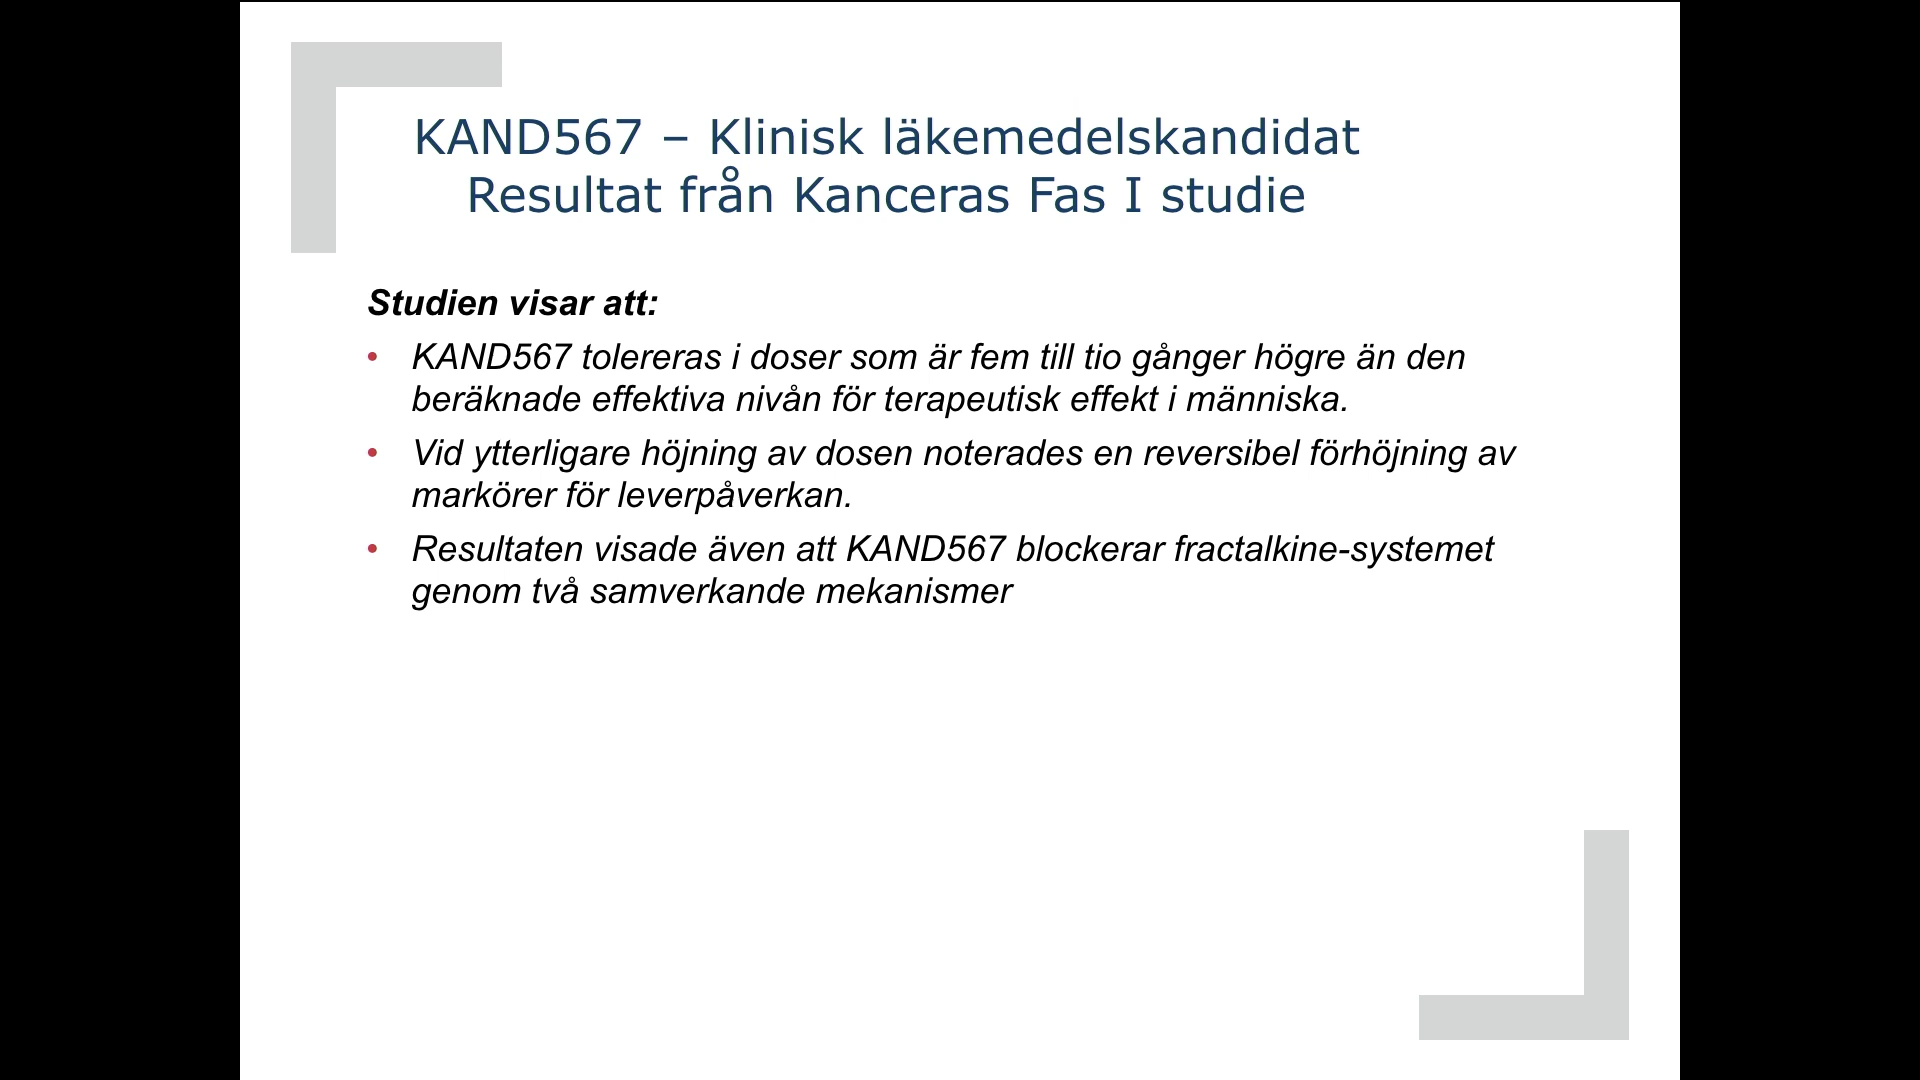 KAND567 – Klinisk läkemedelskandidat
Resultat från Kanceras Fas I studie
Studien visar att:
• KAND567 tolereras i doser som är fem till tio gånger högre än den
beräknade effektiva nivån för terapeutisk effekt i människa.
• Vid ytterligare höjning av dosen noterades en reversibel förhöjning av
markörer för leverpåverkan.
• Resultaten visade även att KAND567 blockerar fractalkine-systemet
genom två samverkande mekanismer